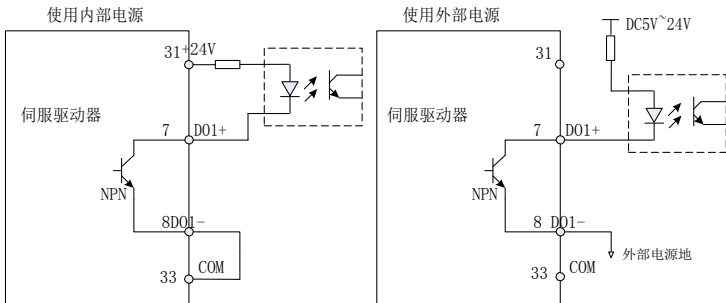 使用内部电源
31 +24V
伺服驱动器
7 DO1+
NPN
8DO1-
33 COM
使用外部电源
DC5V~24V
31
伺服驱动器
7 DO1+
NPN
8 DO1-
外部电源地
33 COM